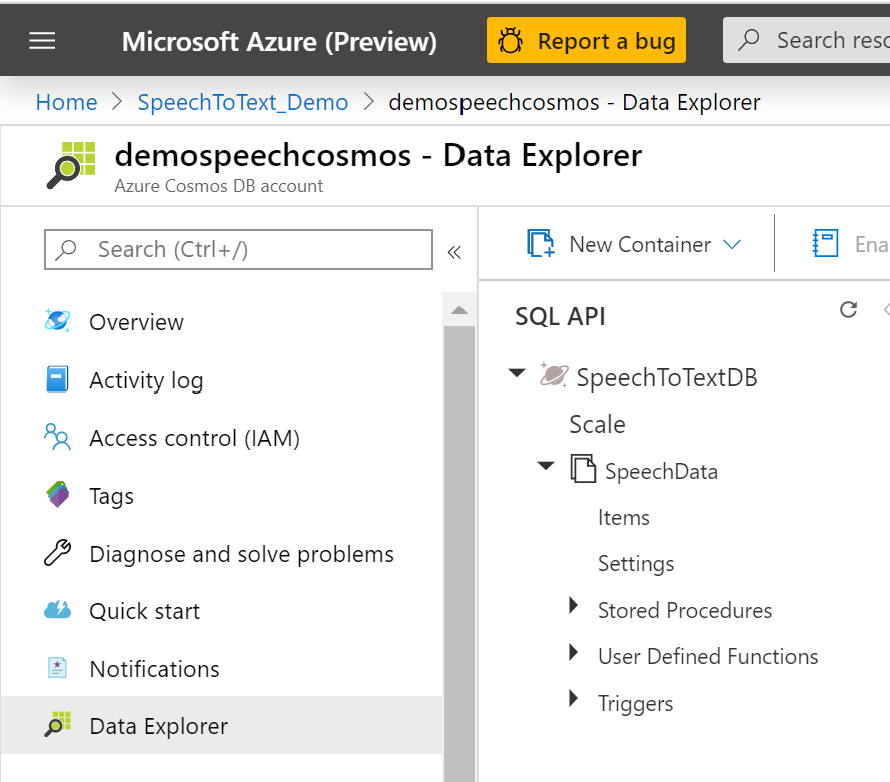 Microsoft Azure (Preview)
Report a bug
Search reso
Home > SpeechToText_Demo > demospeechcosmos - Data Explorer
demospeechcosmos - Data Explorer
Azure Cosmos DB account
Search (Ctrl+/)
«
Overview
Activity log
Access control (IAM)
Tags
Diagnose and solve problems
Quick start
Notifications
Data Explorer
New Container
Ena
SQL API
SpeechToTextDB
Scale
SpeechData
Items
Settings
Stored Procedures
User Defined Functions
Triggers